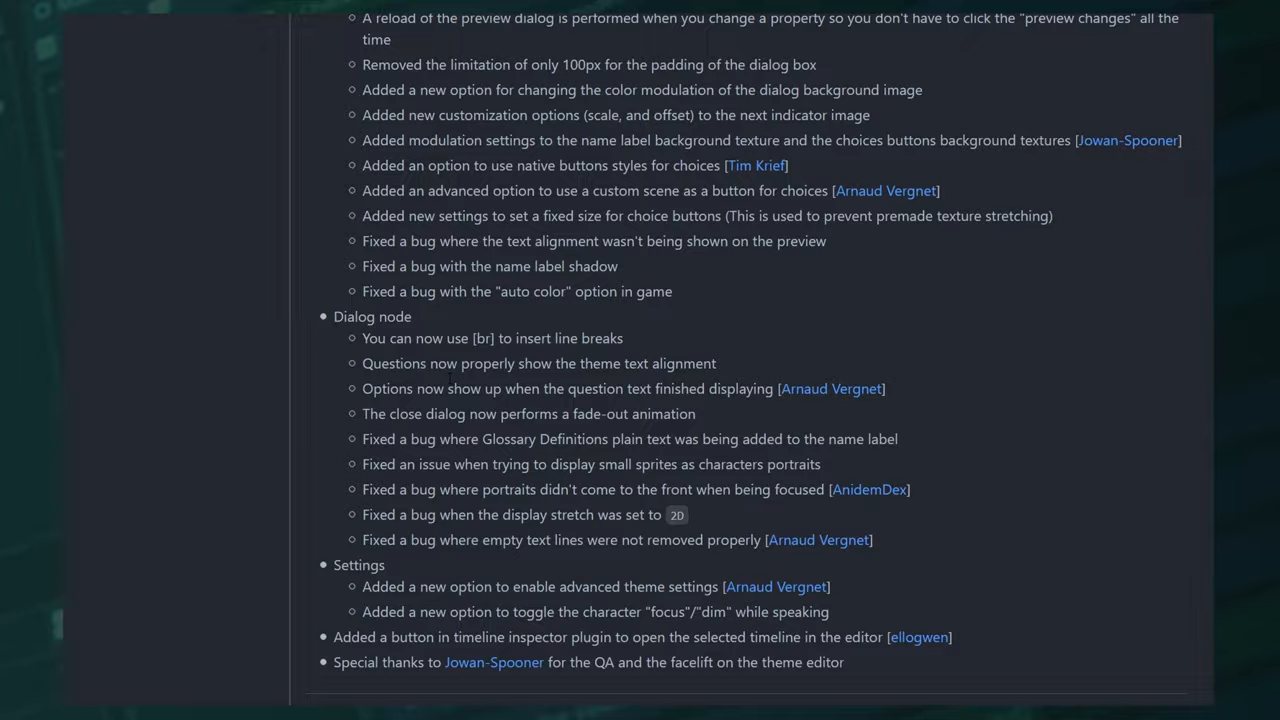 A reload of the preview dialog is performed when you change a property so you don't have to click the "preview changes" all the
time
Removed the limitation of only 100px for the padding of the dialog box
Added a new option for changing the color modulation of the dialog background image
Added new customization options (scale, and offset) to the next indicator image
Added modulation settings to the name label background texture and the choices buttons background textures [Jowan-Spooner]
Added an option to use native buttons styles for choices [Tim Krief]
Added an advanced option to use a custom scene as a button for choices [Arnaud Vergnet]
Added new settings to set a fixed size for choice buttons (This is used to prevent premade texture stretching)
Fixed a bug where the text alignment wasn't being shown on the preview
Fixed a bug with the name label shadow
Fixed a bug with the "auto color" option in game
Dialog node
You can now use [br] to insert line breaks
Questions now properly show the theme text alignment
Options now show up when the question text finished displaying [Arnaud Vergnet]
The close dialog now performs a fade-out animation
Fixed a bug where Glossary Definitions plain text was being added to the name label
Fixed an issue when trying to display small sprites as characters portraits
Fixed a bug where portraits didn't come to the front when being focused [AnidemDex]
Fixed a bug when the display stretch was set to 2D
Fixed a bug where empty text lines were not removed properly [Arnaud Vergnet]
Settings
Added a new option to enable advanced theme settings [Arnaud Vergnet]
Added a new option to toggle the character "focus"/"dim" while speaking
Added a button in timeline inspector plugin to open the selected timeline in the editor [ellogwen]
Special thanks to Jowan-Spooner for the QA and the facelift on the theme editor